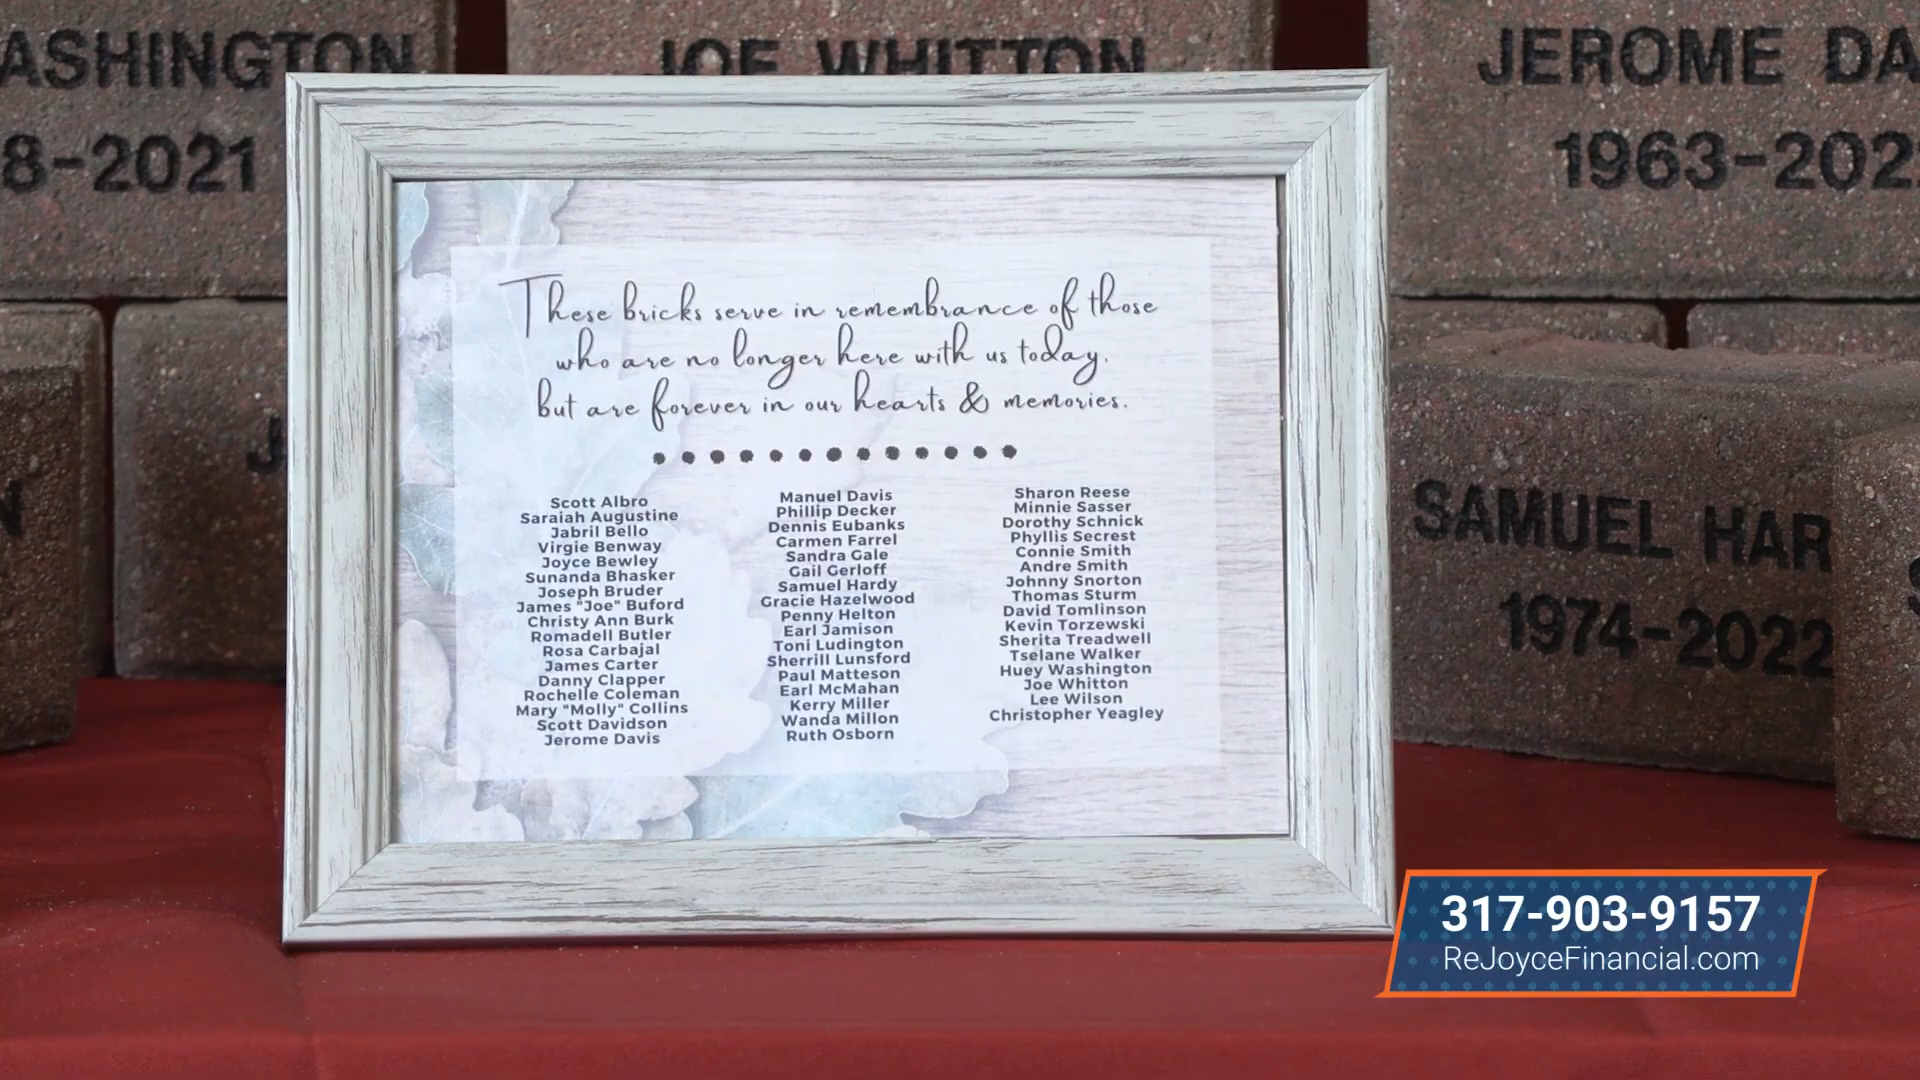 ASHINGTON
8-2021
JOE WHITTON
JEROME DA
1963-202
These bricks serve in remembrance of those
who are no longer here with us today,
but are forever in our hearts & memories.
Scott Albro
Saraiah Augustine
Jabril Bello
Virgie Benway
Joyce Bewley
Sunanda Bhasker
Joseph Bruder
James "Joe" Buford
Christy Ann Burk
Romadell Butler
Rosa Carbajal
James Carter
Danny Clapper
Rochelle Coleman
Mary "Molly" Collins
Scott Davidson
Jerome Davis
Manuel Davis
Phillip Decker
Dennis Eubanks
Carmen Farrel
Sandra Gale
Gail Gerloff
Samuel Hardy
Gracie Hazelwood
Penny Helton
Earl Jamison
Toni Ludington
Sherrill Lunsford
Paul Matteson
Earl McMahan
Kerry Miller
Wanda Millon
Ruth Osborn
Sharon Reese
Minnie Sasser
Dorothy Schnick
Phyllis Secrest
Connie Smith
Andre Smith
Johnny Snorton
Thomas Sturm
David Tomlinson
Kevin Torzewski
Sherita Treadwell
Tselane Walker
Huey Washington
Joe Whitton
Lee Wilson
Christopher Yeagley
SAMUEL HAR
1974-2022
317-903-9157
ReJoyceFinancial.com